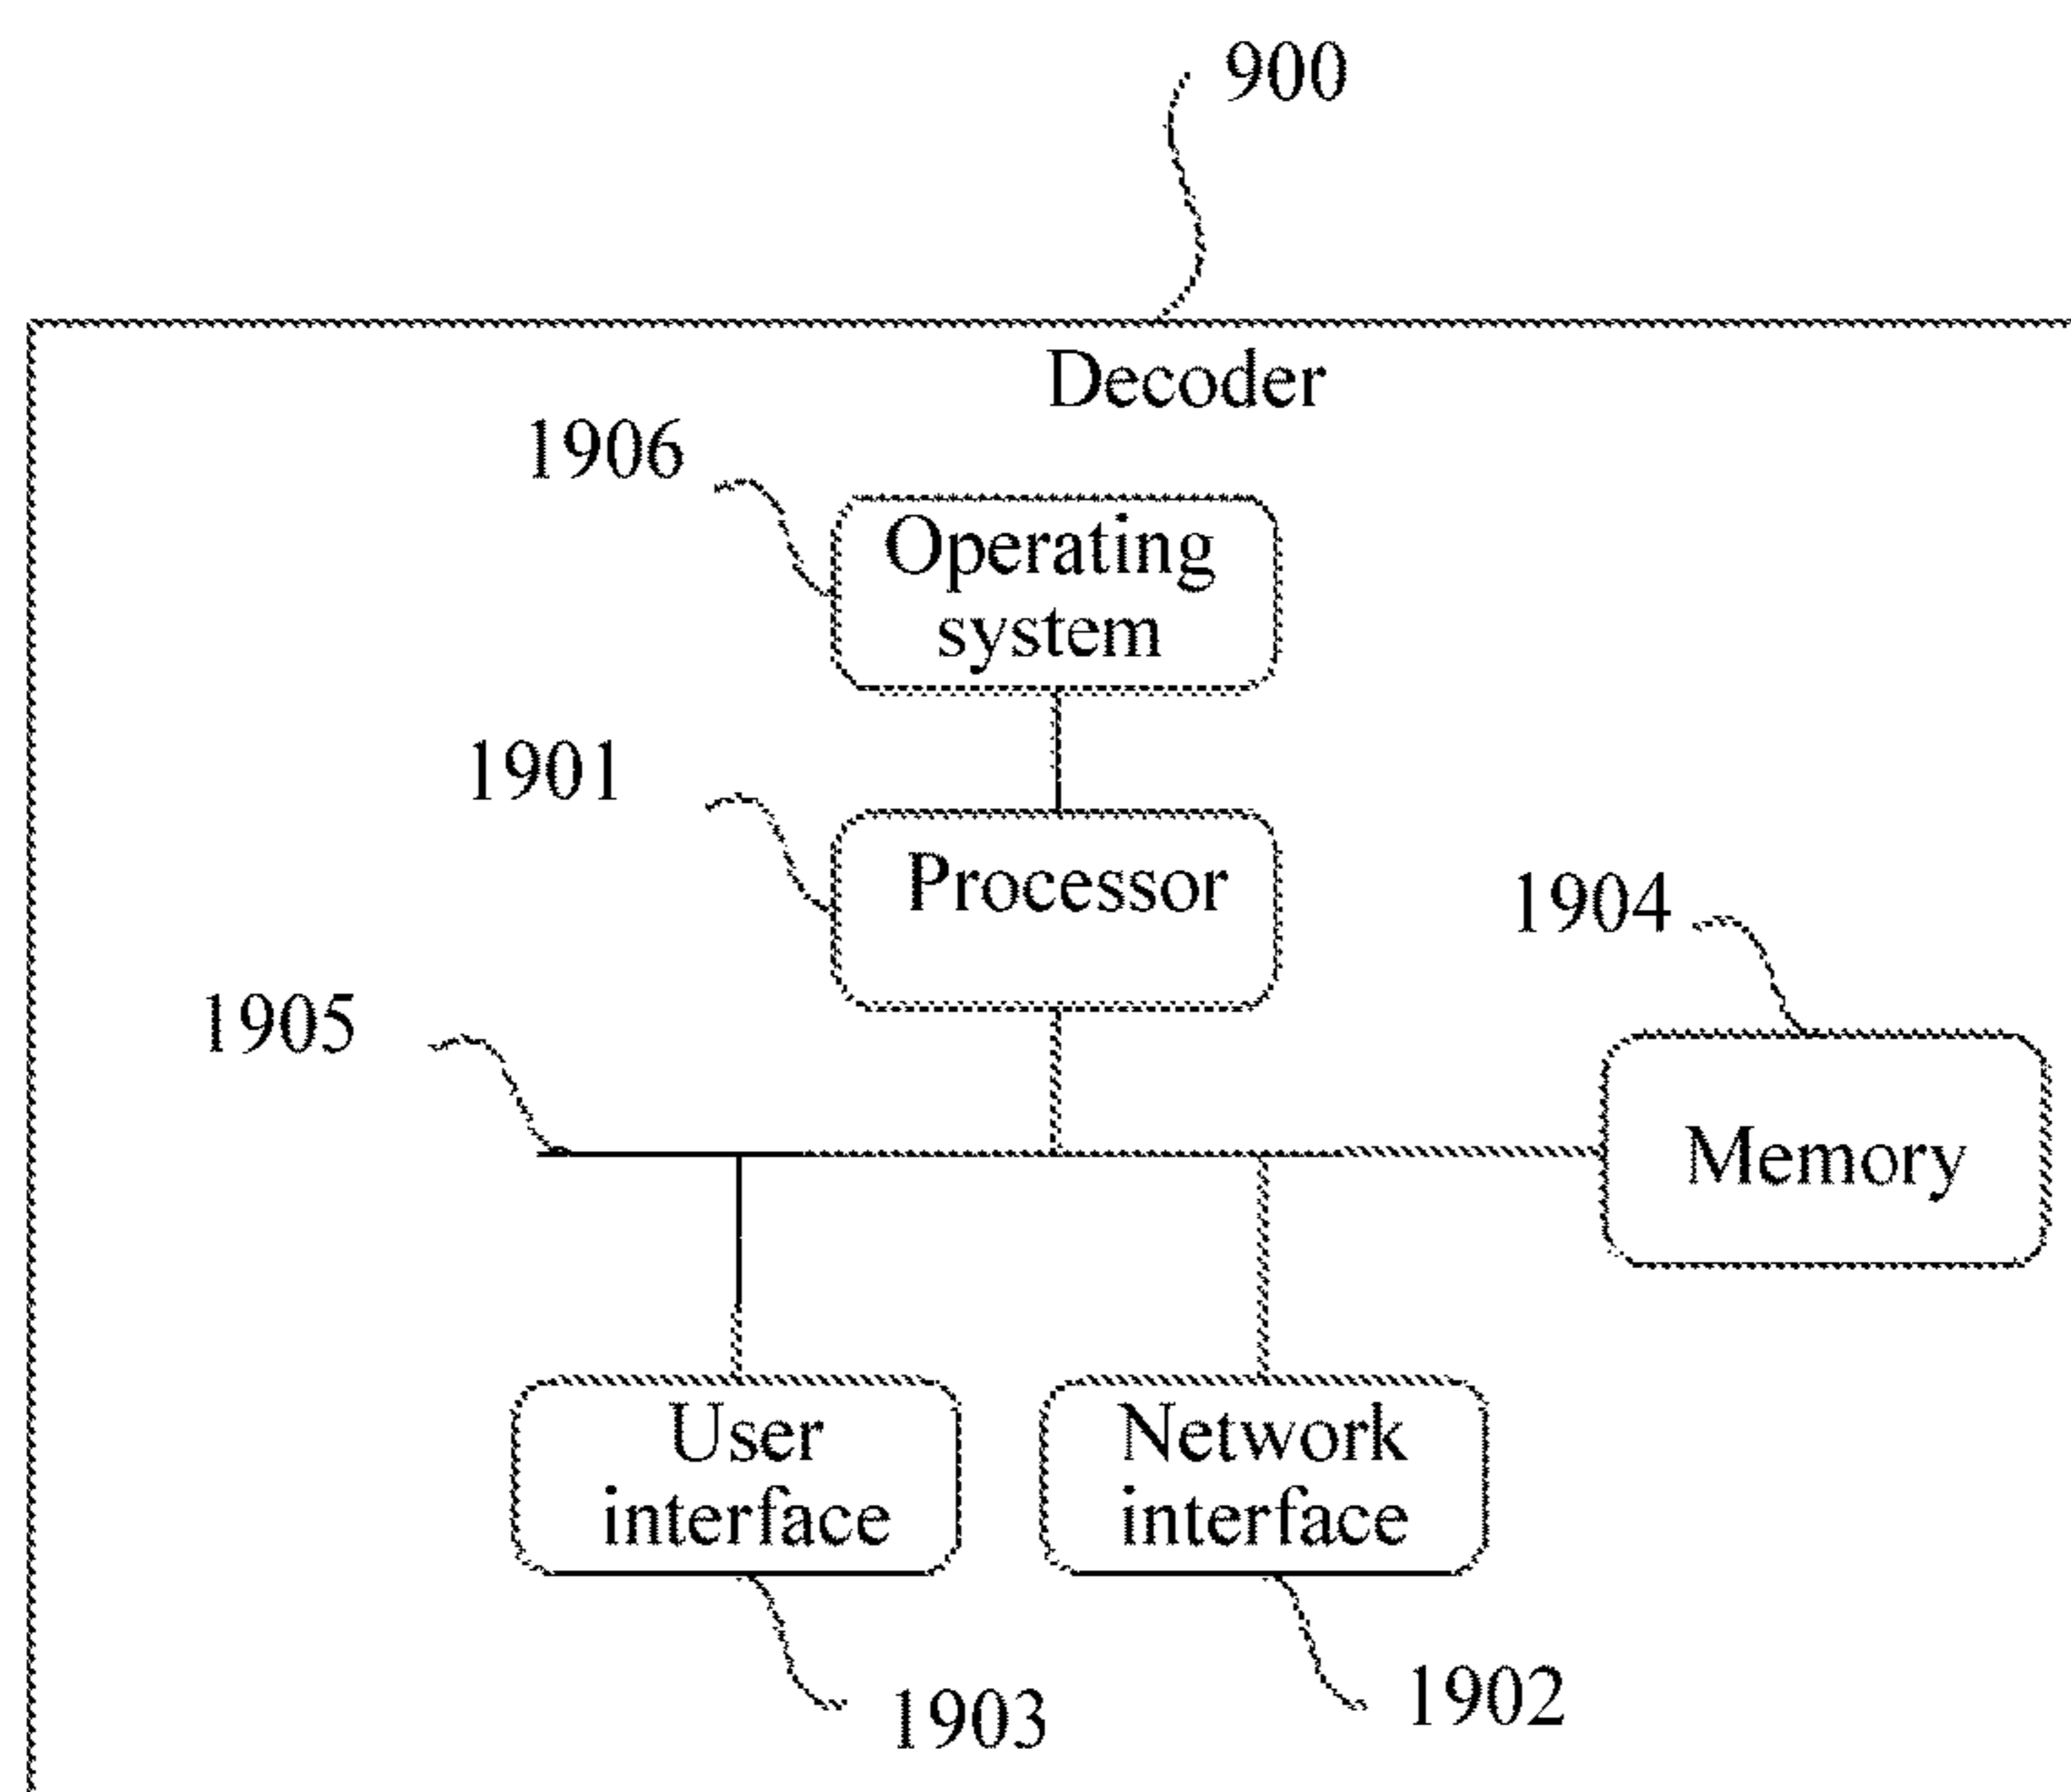 900
Decoder
1906
Operating
system
1901
Processor
1904
1905
Memory
User
interface
Network
interface
1903
1902